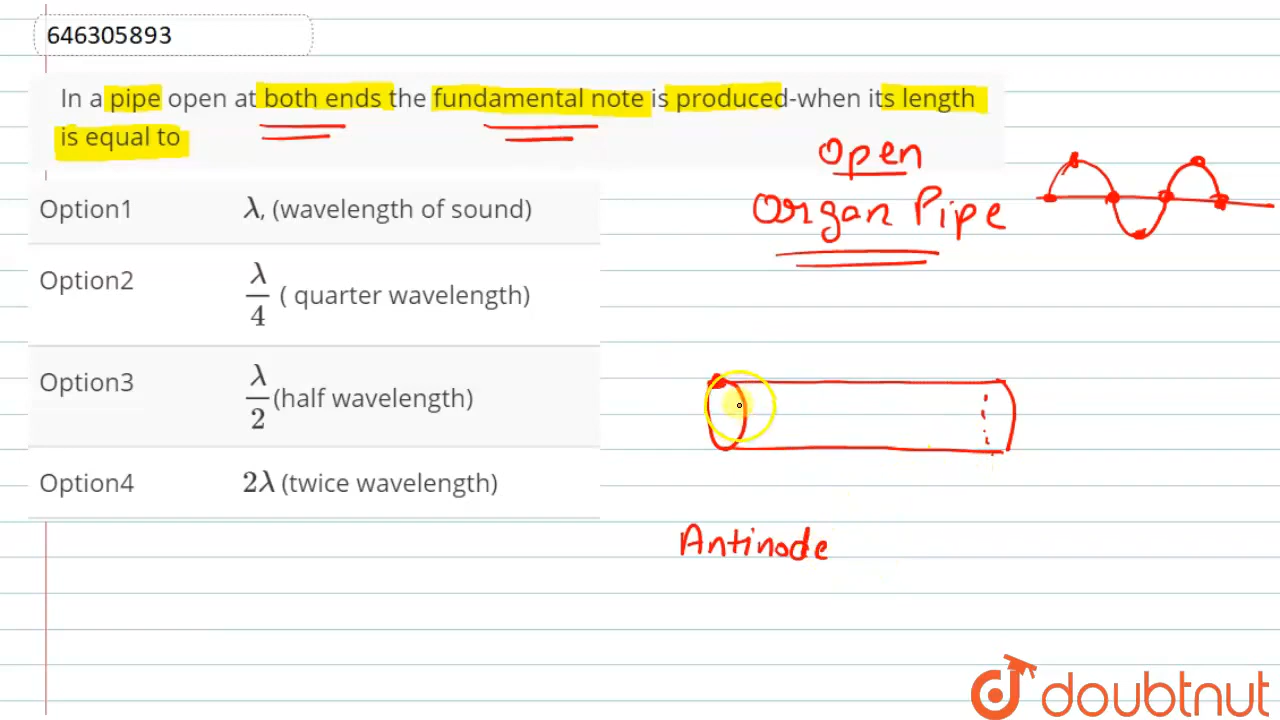 646305893
In a pipe open at both ends the fundamental note is produced-when its length
is equal to
Open
Organ Pipe
Option1 λ, (wavelength of sound)
Option2 λ/4 ( quarter wavelength)
Option3 λ/2(half wavelength)
Option4 2λ (twice wavelength)
Antinode
doubtnut